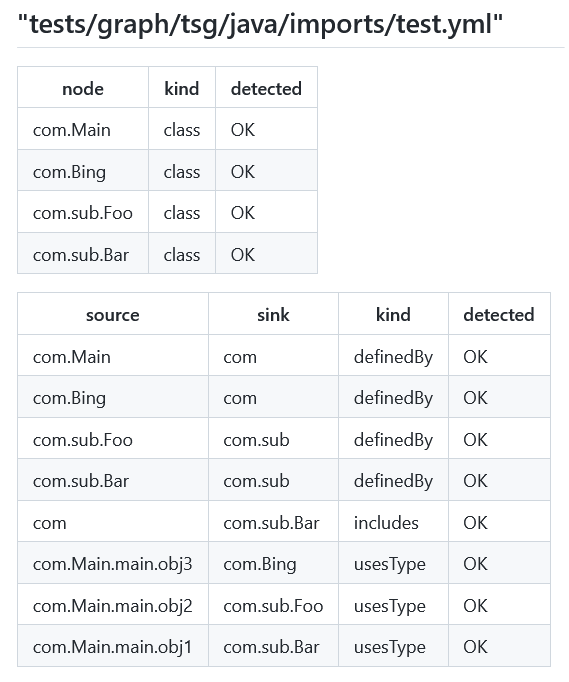 "tests/graph/tsg/java/imports/test.yml"
node kind detected
com.Main class OK
com.Bing class OK
com.sub.Foo class OK
com.sub.Bar class OK
source sink kind detected
com.Main com definedBy OK
com.Bing com definedBy OK
com.sub.Foo com.sub definedBy OK
com.sub.Bar com.sub definedBy OK
com com.sub.Bar includes OK
com.Main.main.obj3 com.Bing usesType OK
com.Main.main.obj2 com.sub.Foo usesType OK
com.Main.main.obj1 com.sub.Bar usesType OK